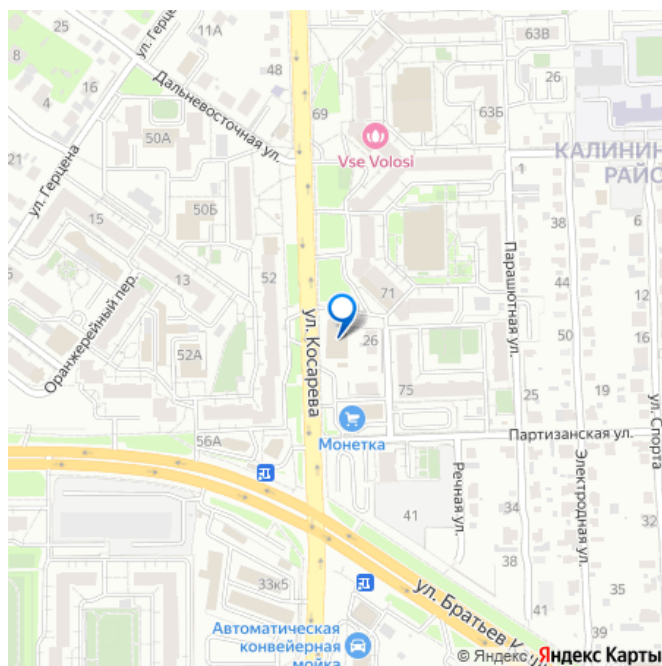 ул. Герцена
11А
63В
8
25
16
4
48
26
Дальневосточная ул.
69
63Б
50А
Vse Volosi
КАЛИНИН
РАЙО
21
1
ул. Герцена
38
6
15
50Б
13
52
44
Парашютная ул.
Оранжерейный пер.
71
ул. Косарева
26
50
16
52А
75
25
19
ул. Спорта
56А
Монетка
Партизанская ул.
Речная ул.
Электродная ул.
41
34
32
38
33к5
ул. Братьев К
41
39
35
Автоматическая
конвейерная
мойка
© Яндекс
Яндекс Карты